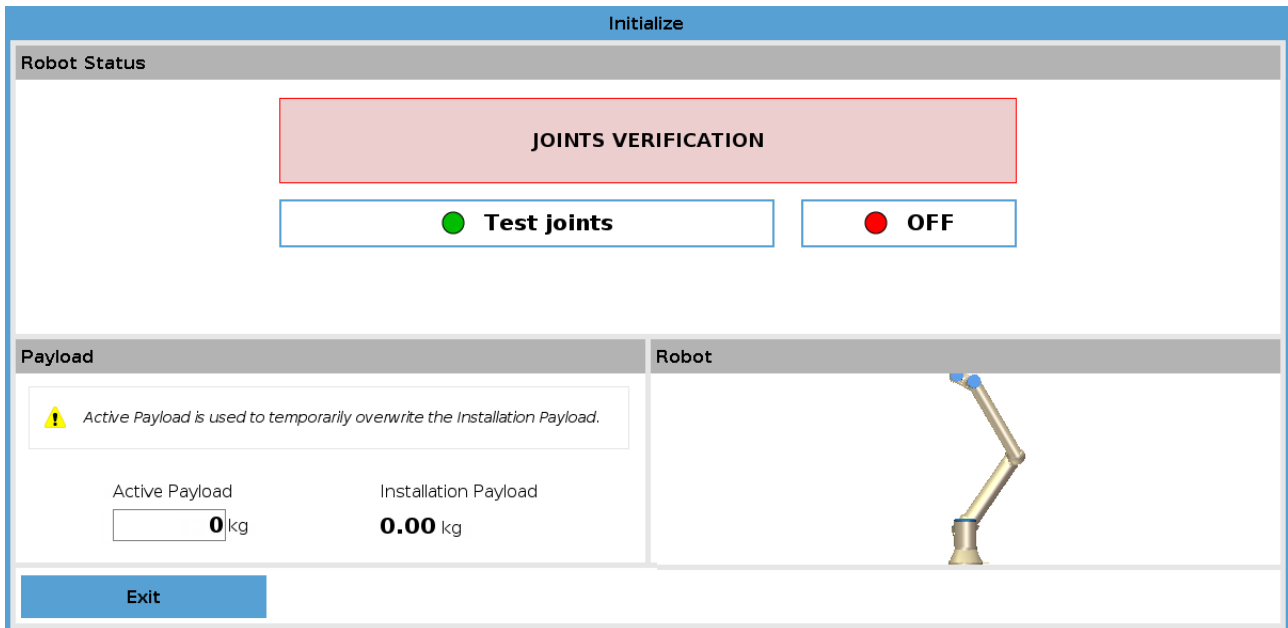 Initialize
Robot Status
JOINTS VERIFICATION
Test joints
OFF
Payload
Robot
Active Payload is used to temporarily overwrite the Installation Payload.
Active Payload
Installation Payload
0 kg
0.00 kg
Exit